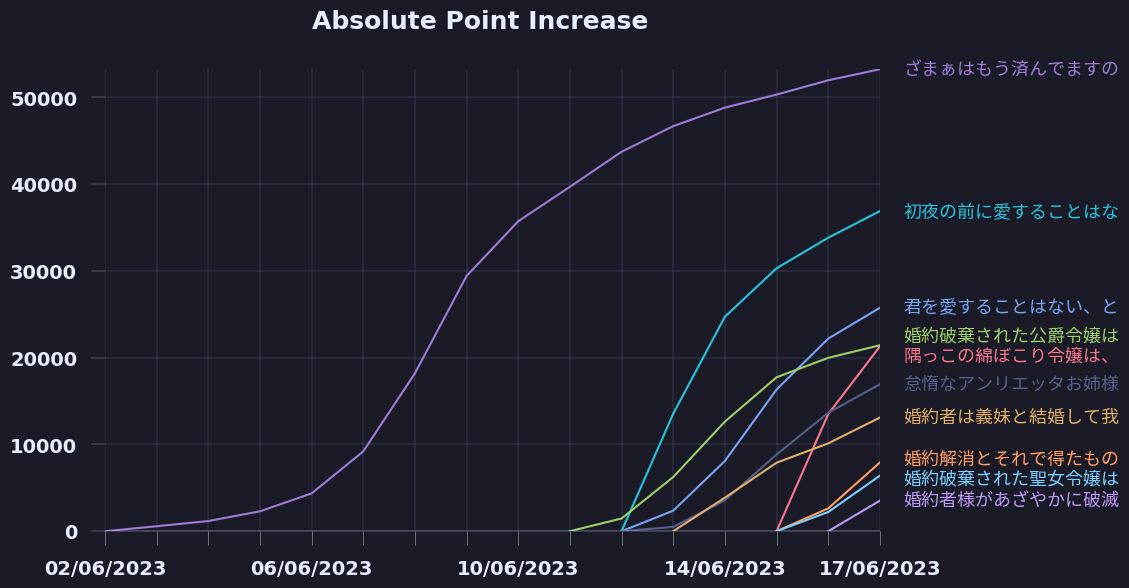 Absolute Point Increase
ざまぁはもう済んでますの
50000
40000
初夜の前に愛することはな
30000
君を愛することはない、と
婚約破棄された公爵令嬢は
隅っこの綿ぼこり令嬢は、
20000
怠惰なアンリエッタお姉様
婚約者は義妹と結婚して我
10000
婚約解消とそれで得たもの
婚約破棄された聖女令嬢は
婚約者様があざやかに破滅
0
02/06/2023 06/06/2023 10/06/2023 14/06/2023 17/06/2023